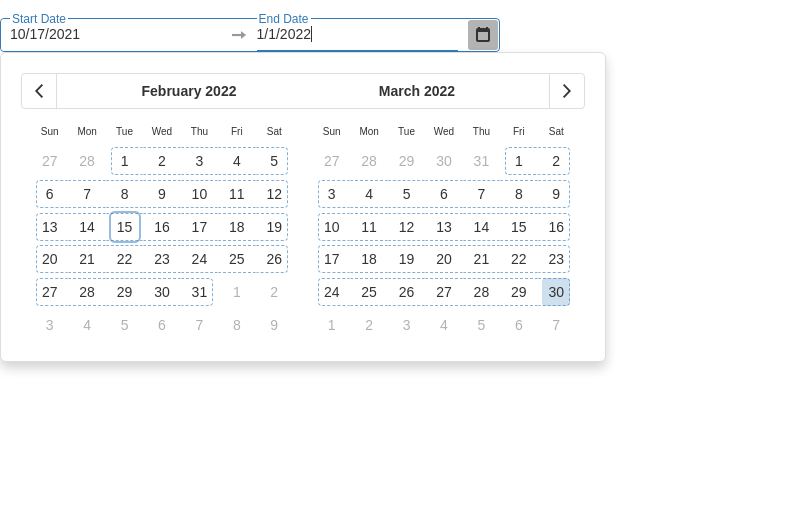 Start Date
10/17/2021
End Date
1/1/2022
February 2022
March 2022
Sun Mon Tue Wed Thu Fri Sat
27 28 1 2 3 4 5
6 7 8 9 10 11 12
13 14 15 16 17 18 19
20 21 22 23 24 25 26
27 28 29 30 31 1 2
3 4 5 6 7 8 9
Sun Mon Tue Wed Thu Fri Sat
27 28 29 30 31 1 2
3 4 5 6 7 8 9
10 11 12 13 14 15 16
17 18 19 20 21 22 23
24 25 26 27 28 29 30
1 2 3 4 5 6 7